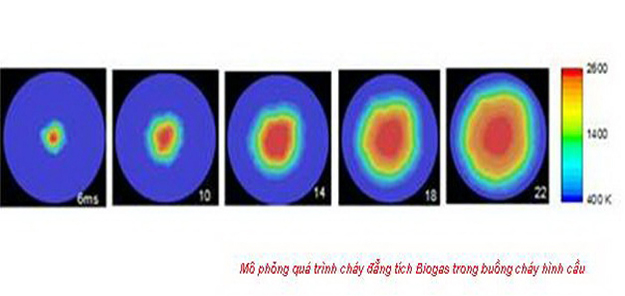 6ms
10
14
18
22
2600
1400
400 K
Mô phỏng quá trình cháy đẳng tích Biogas trong buồng cháy hình cầu